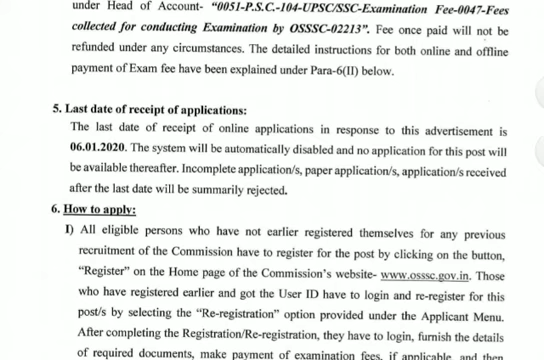 under Head of Account- “0051-P.S.C.-104-UPSC/SSC-Examination Fee-0047-Fees
collected for conducting Examination by OSSSC-02213”. Fee once paid will not be
refunded under any circumstances. The detailed instructions for both online and offline
payment of Exam fee have been explained under Para-6(II) below.
5. Last date of receipt of applications:
The last date of receipt of online applications in response to this advertisement is
06.01.2020. The system will be automatically disabled and no application for this post will
be available thereafter. Incomplete application/s, paper application/s, application/s received
after the last date will be summarily rejected.
6. How to apply:
I) All eligible persons who have not earlier registered themselves for any previous
recruitment of the Commission have to register for the post by clicking on the button,
“Register” on the Home page of the Commission’s website- www.osssc.gov.in. Those
who have registered earlier and got the User ID have to login and re-register for this
post/s by selecting the “Re-registration” option provided under the Applicant Menu.
After completing the Registration/Re-registration, they have to login, furnish the details
of required documents, make payment of examination fees, if applicable, and then